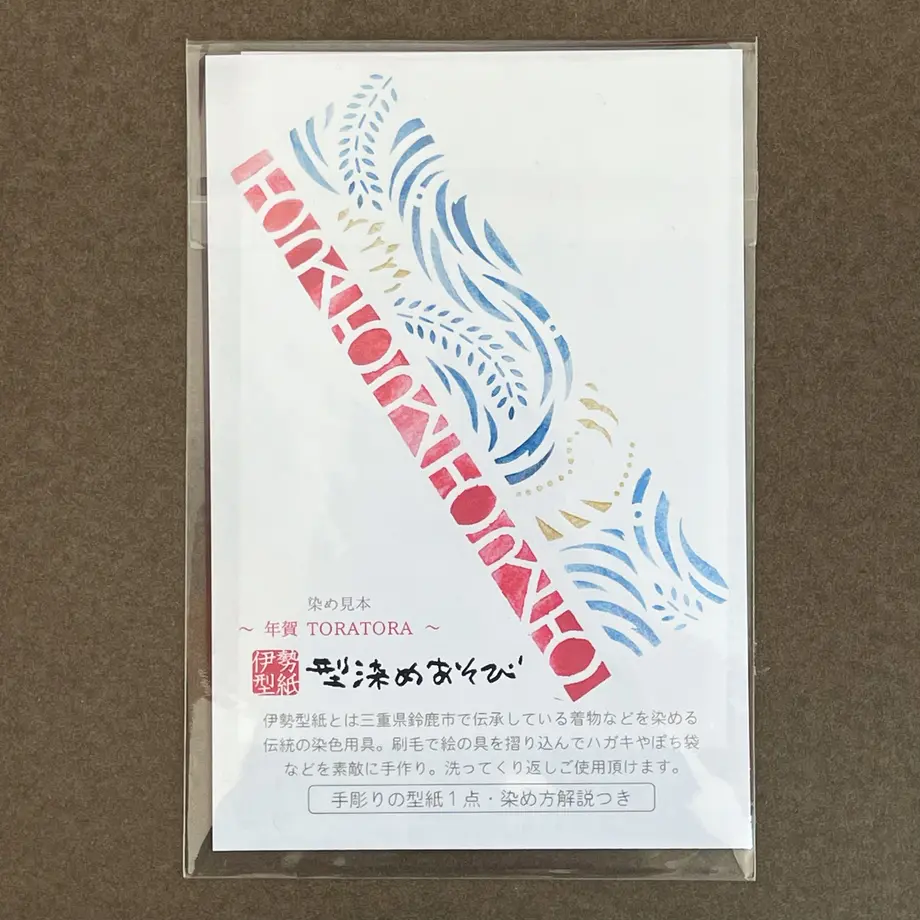 TORATORATORATO
染め見本
～ 年賀 TORATORA ～
伊勢
型紙
型染めあそび
伊勢型紙とは三重県鈴鹿市で伝承している着物などを染める
伝統の染色用具。刷毛で絵の具を摺り込んでハガキやぽち袋
などを素敵に手作り。洗ってくり返しご使用頂けます。
手彫りの型紙１点・染め方解説つき